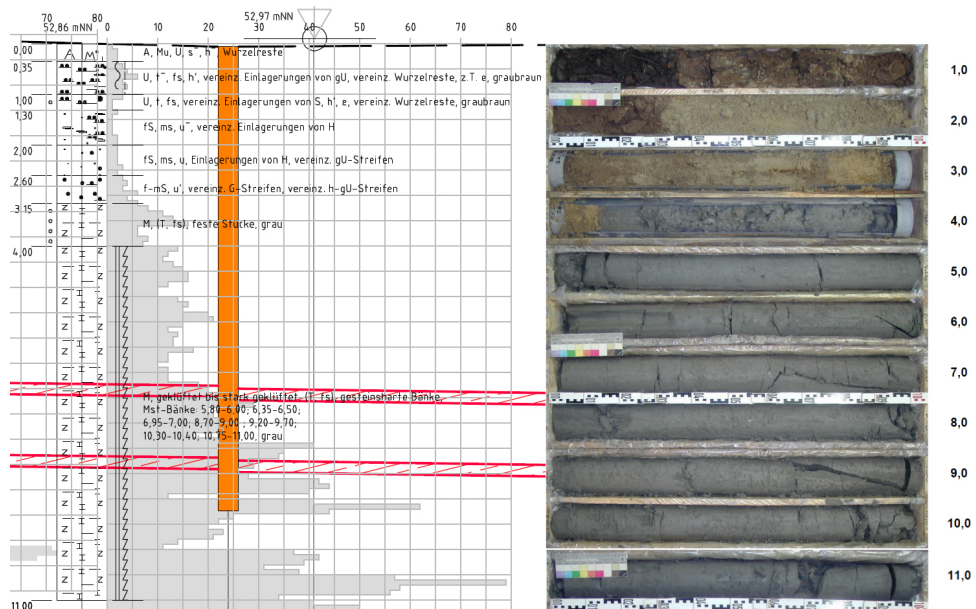 52,97 mNN
70 80 0 10 20 30 40 50 60 70 80
52,86 mNN
0,00
A M
A, Mu, U, s¯, h', Wurzelreste
0,35
U, t¯, fs, h', vereinz. Einlagerungen von gU, vereinz. Wurzelreste, z.T. e, graubraun
1,00
U, t, fs, vereinz. Einlagerungen von S, h', e, vereinz. Wurzelreste, graubraun
1,30
fS, ms, u¯, vereinz. Einlagerungen von H
2,00
fS, ms, u, Einlagerungen von H, vereinz. gU-Streifen
2,60
f-mS, u', vereinz. G-Streifen, vereinz. h-gU-Streifen
3,15
M, (T, fs), feste Stücke, grau
4,00
M, geklüftet bis stark geklüftet, (T, fs), gesteinsharte Bänke,
Mst-Bänke: 5,80-6,00; 6,35-6,50;
6,95-7,00; 8,70-9,00 ; 9,20-9,70;
10,30-10,40; 10,75-11,00, grau
11,00
1,0
2,0
3,0
4,0
5,0
6,0
7,0
8,0
9,0
10,0
11,0